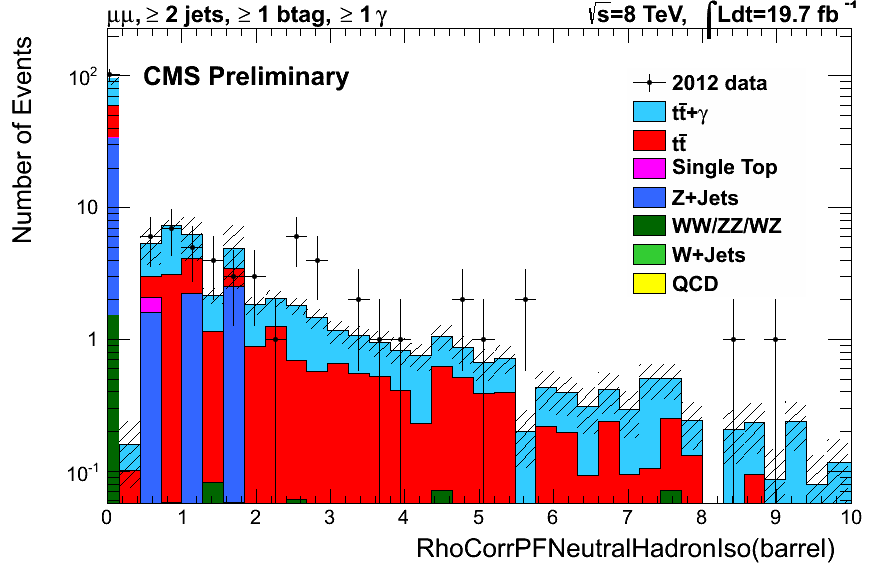 μμ, ≥ 2 jets, ≥ 1 btag, ≥ 1 γ √s=8 TeV, ∫Ldt=19.7 fb⁻¹
CMS Preliminary
2012 data
tt̄+γ
tt̄
Single Top
Z+Jets
WW/ZZ/WZ
W+Jets
QCD
Number of Events
10²
10
1
10⁻¹
0 1 2 3 4 5 6 7 8 9 10
RhoCorrPFNeutralHadronIso(barrel)